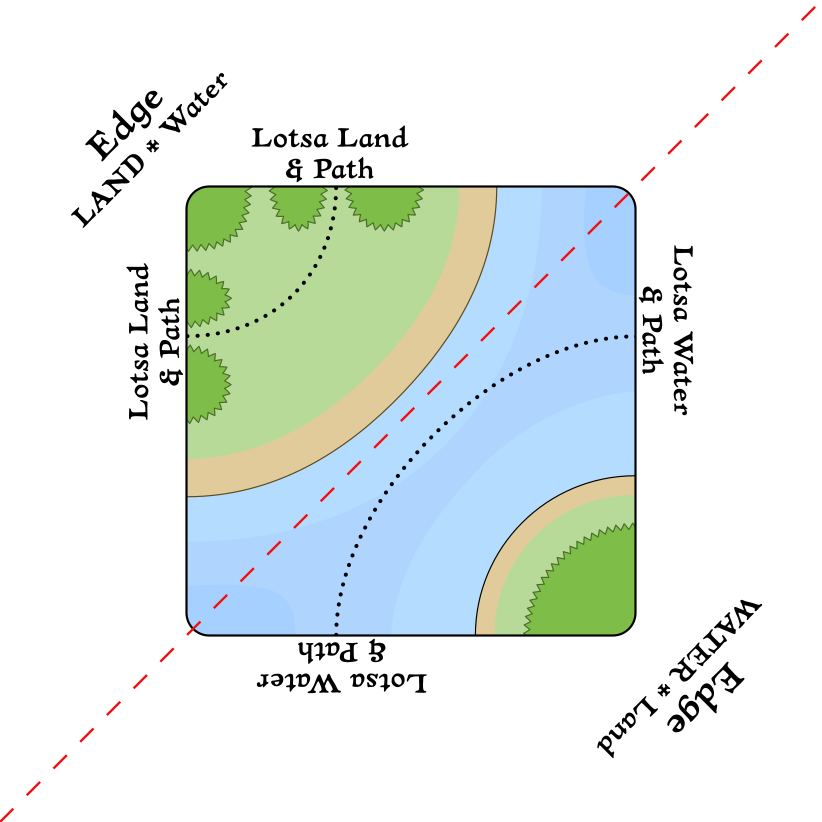 Edge
LAND * Water
Lotsa Land
& Path
Lotsa Land
& Path
Lotsa Water
& Path
Lotsa Water
& Path
Edge
WATER * Land